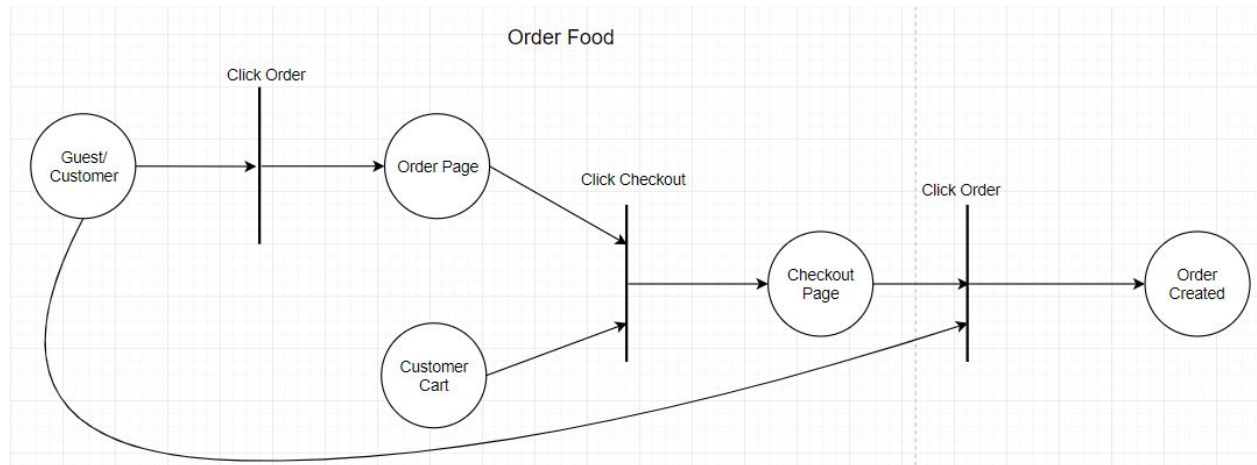 Order Food
Click Order
Guest/
Customer
Order Page
Click Checkout
Click Order
Checkout
Page
Order
Created
Customer
Cart